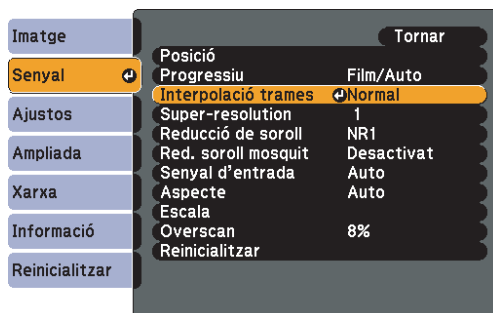 Imatge
Senyal
Ajustos
Ampliada
Xarxa
Informació
Reinicialitzar
Tornar
Posició
Progressiu Film/Auto
Interpolació trames Normal
Super-resolution 1
Reducció de soroll NR1
Red. soroll mosquit Desactivat
Senyal d'entrada Auto
Aspecte Auto
Escala
Overscan 8%
Reinicialitzar